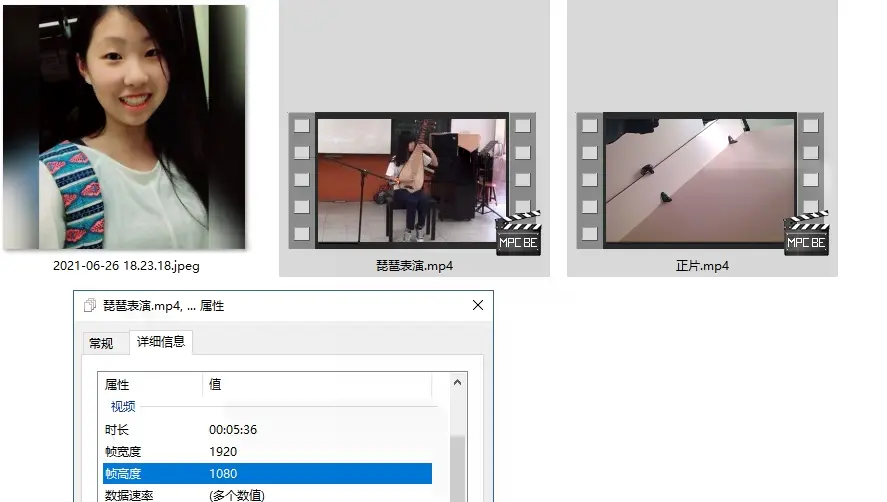 MPC BE
MPC BE
2021-06-26 18.23.18.jpeg
琵琶表演.mp4
正片.mp4
琵琶表演.mp4, ... 属性
常规
详细信息
属性 值
视频
时长 00:05:36
帧宽度 1920
帧高度 1080
数据速率 (多个数值)